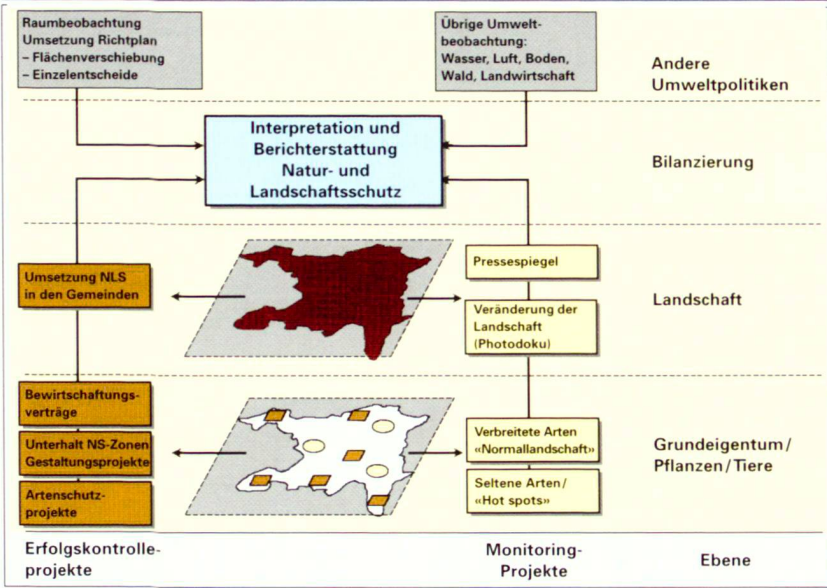 Raumbeobachtung
Umsetzung Richtplan
– Flächenverschiebung
– Einzelentscheide
Übrige Umwelt-
beobachtung:
Wasser, Luft, Boden,
Wald, Landwirtschaft
Andere
Umweltpolitiken
Interpretation und
Berichterstattung
Natur- und
Landschaftsschutz
Bilanzierung
Umsetzung NLS
in den Gemeinden
Pressespiegel
Veränderung der
Landschaft
(Photodoku)
Landschaft
Bewirtschaftungs-
verträge
Unterhalt NS-Zonen
Gestaltungsprojekte
Artenschutz-
projekte
Verbreitete Arten
«Normallandschaft»
Seltene Arten/
«Hot spots»
Grundeigentum/
Pflanzen/Tiere
Erfolgskontrolle-
projekte
Monitoring-
Projekte
Ebene